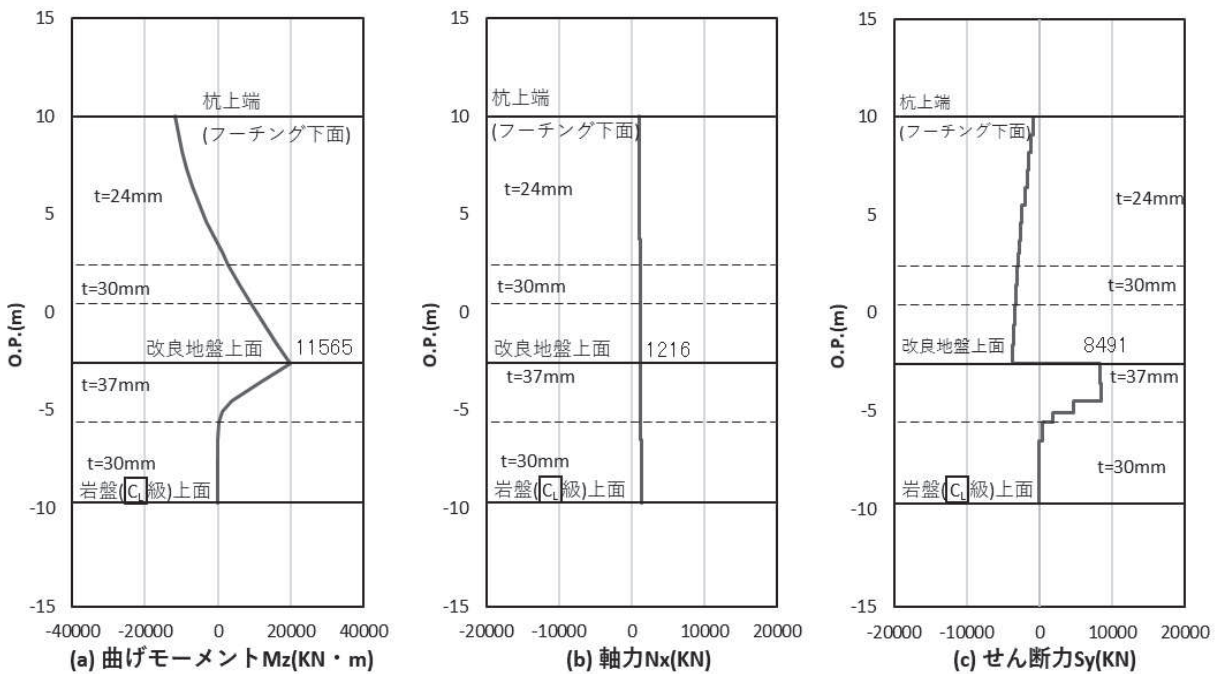 15
10
5
0
-5
-10
-15
O.P.(m)
杭上端
(フーチング下面)
t=24mm
t=30mm
改良地盤上面
11565
t=37mm
t=30mm
岩盤(CL級)上面
-40000
-20000
0
20000
40000
(a) 曲げモーメントMz(KN・m)
15
10
5
0
-5
-10
-15
O.P.(m)
杭上端
(フーチング下面)
t=24mm
t=30mm
改良地盤上面
1216
t=37mm
t=30mm
岩盤(CL級)上面
-20000
-10000
0
10000
20000
(b) 軸力Nx(KN)
15
10
5
0
-5
-10
-15
O.P.(m)
杭上端
(フーチング下面)
t=24mm
t=30mm
改良地盤上面
8491
t=37mm
t=30mm
岩盤(CL級)上面
-20000
-10000
0
10000
20000
(c) せん断力Sy(KN)